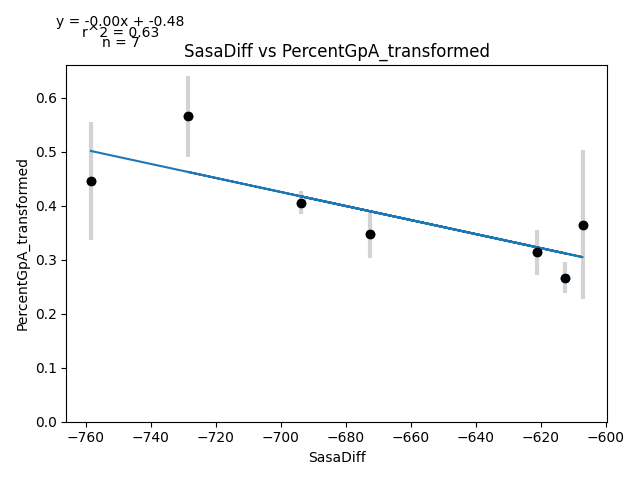 y = -0.00x + -0.48
r^2 = 0.63
n = 7
SasaDiff vs PercentGpA_transformed
PercentGpA_transformed
0.6
0.5
0.4
0.3
0.2
0.1
0.0
−760 −740 −720 −700 −680 −660 −640 −620 −600
SasaDiff